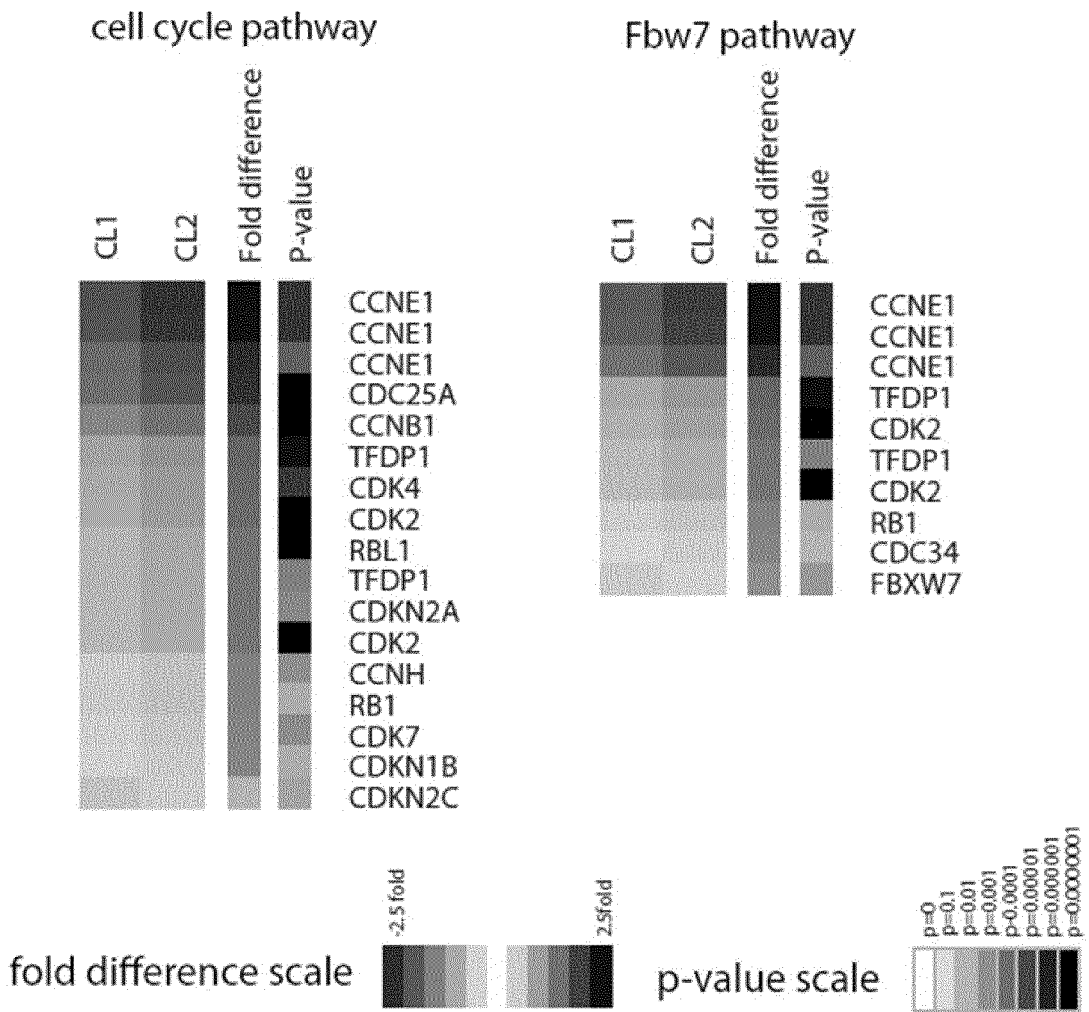 cell cycle pathway
CL1
CL2
Fold difference
P-value
CCNE1
CCNE1
CCNE1
CDC25A
CCNB1
TFDP1
CDK4
CDK2
RBL1
TFDP1
CDKN2A
CDK2
CCNH
RB1
CDK7
CDKN1B
CDKN2C
Fbw7 pathway
CL1
CL2
Fold difference
P-value
CCNE1
CCNE1
CCNE1
TFDP1
CDK2
TFDP1
CDK2
RB1
CDC34
FBXW7
fold difference scale
-2.5 fold
2.5fold
p-value scale
p=0
p=0.1
p=0.01
p=0.001
p-0.0001
p=0.00001
p=0.000001
p=0.0000001